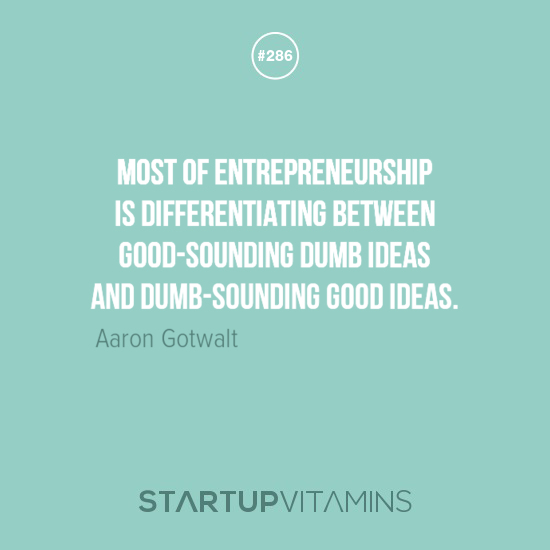 #286
MOST OF ENTREPRENEURSHIP
IS DIFFERENTIATING BETWEEN
GOOD-SOUNDING DUMB IDEAS
AND DUMB-SOUNDING GOOD IDEAS.
Aaron Gotwalt
STARTUPVITAMINS